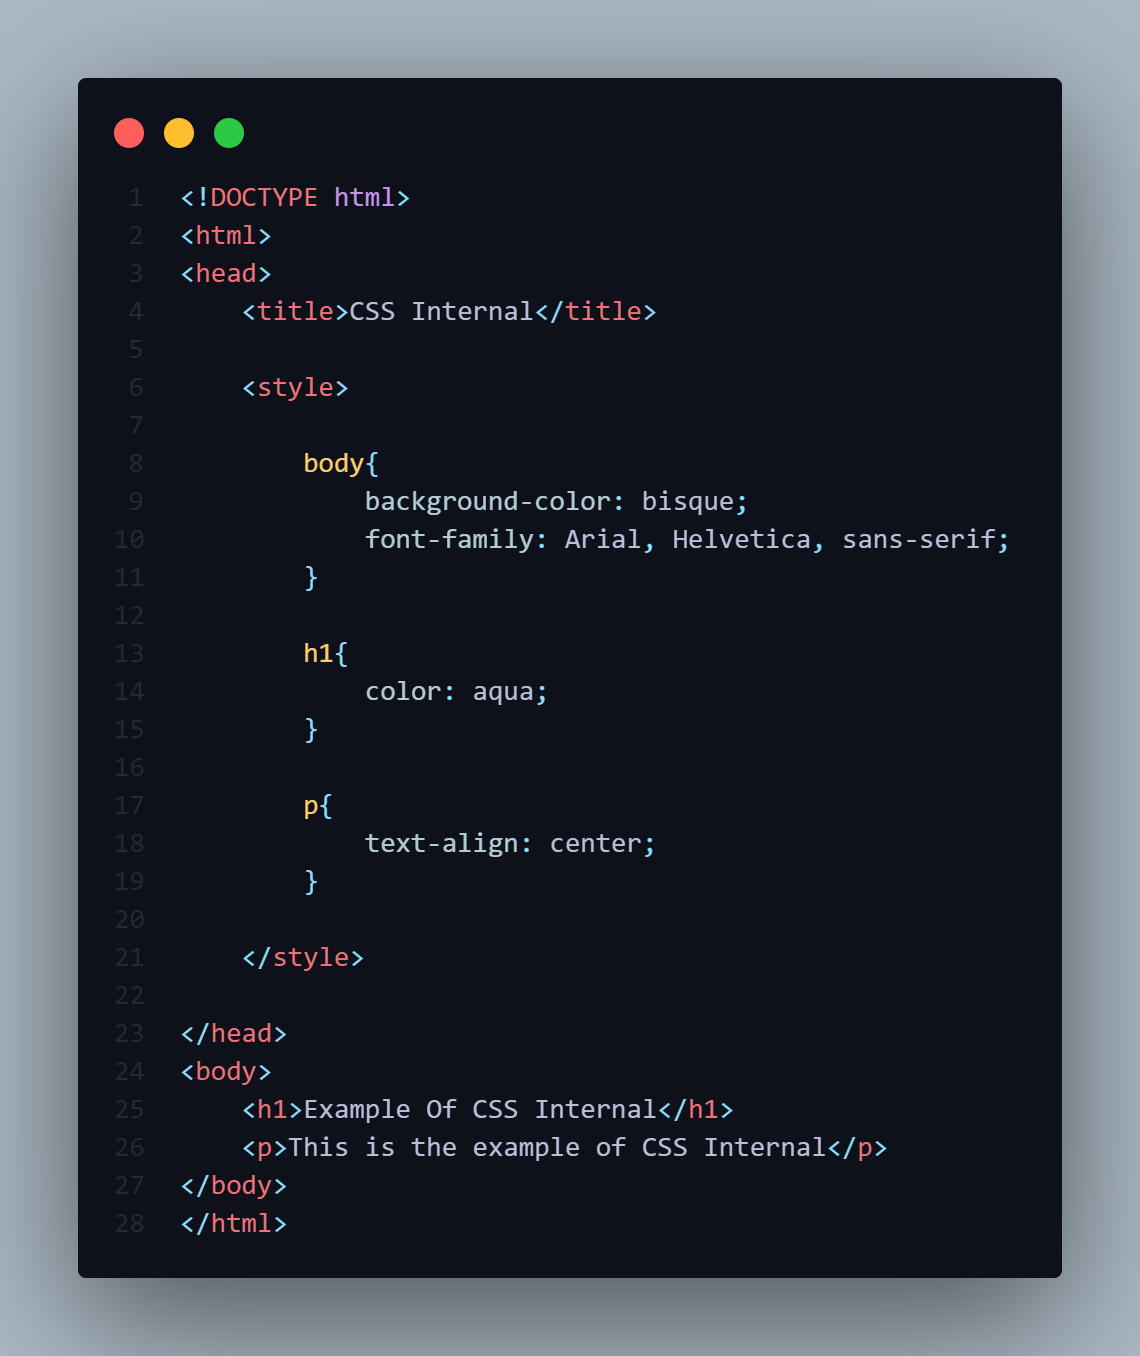 1 <!DOCTYPE html>
2 <html>
3 <head>
4     <title>CSS Internal</title>
5
6     <style>
7
8         body{
9             background-color: bisque;
10             font-family: Arial, Helvetica, sans-serif;
11         }
12
13         h1{
14             color: aqua;
15         }
16
17         p{
18             text-align: center;
19         }
20
21     </style>
22
23 </head>
24 <body>
25     <h1>Example Of CSS Internal</h1>
26     <p>This is the example of CSS Internal</p>
27 </body>
28 </html>